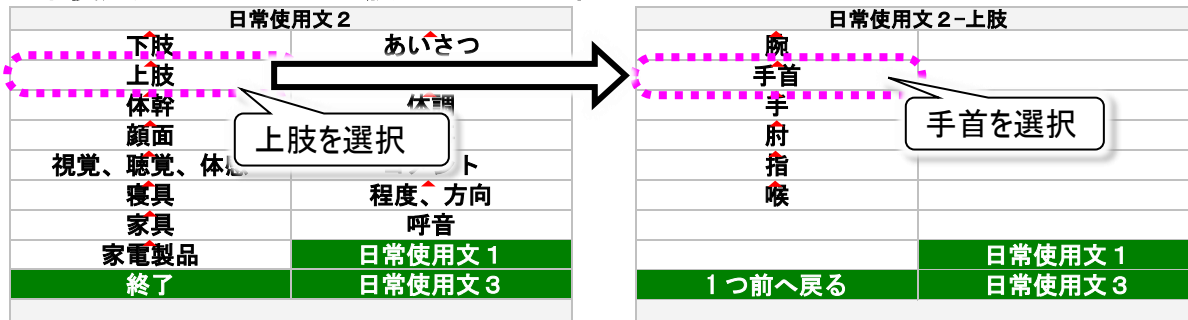 日常使用文2
下肢 あいさつ
上肢
体幹 体調
顔面
上肢を選択
視覚、聴覚、体感 ト
寝具 程度、方向
家具 呼音
家電製品 日常使用文1
終了 日常使用文3
日常使用文2-上肢
腕
手首
手
手首を選択
肘
指
喉
日常使用文1
1つ前へ戻る 日常使用文3